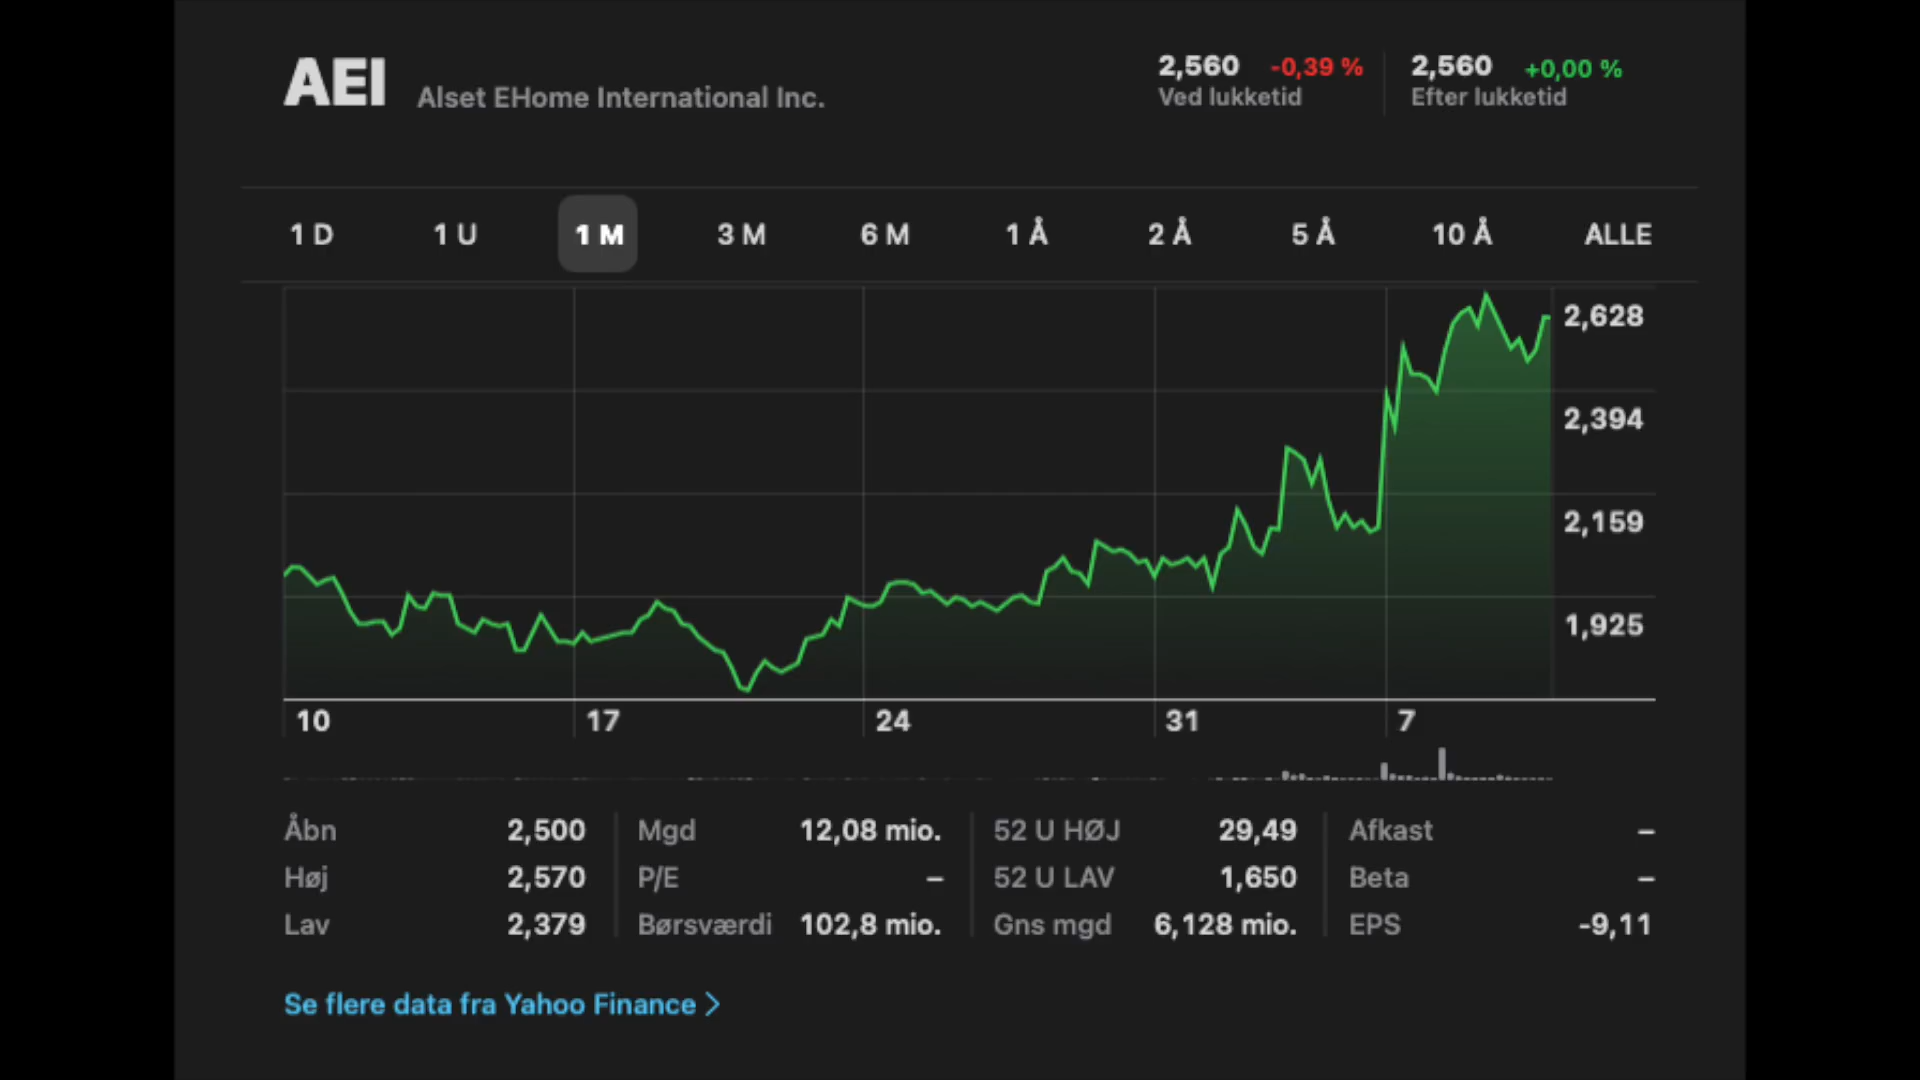 AEI Alset EHome International Inc.
2,560 -0,39 % 2,560 +0,00 %
Ved lukketid Efter lukketid
1 D 1 U 1 M 3 M 6 M 1 Å 2 Å 5 Å 10 Å ALLE
2,628
2,394
2,159
1,925
10 17 24 31 7
Åbn 2,500 Mgd 12,08 mio. 52 U HØJ 29,49 Afkast –
Høj 2,570 P/E – 52 U LAV 1,650 Beta –
Lav 2,379 Børsværdi 102,8 mio. Gns mgd 6,128 mio. EPS -9,11
Se flere data fra Yahoo Finance >